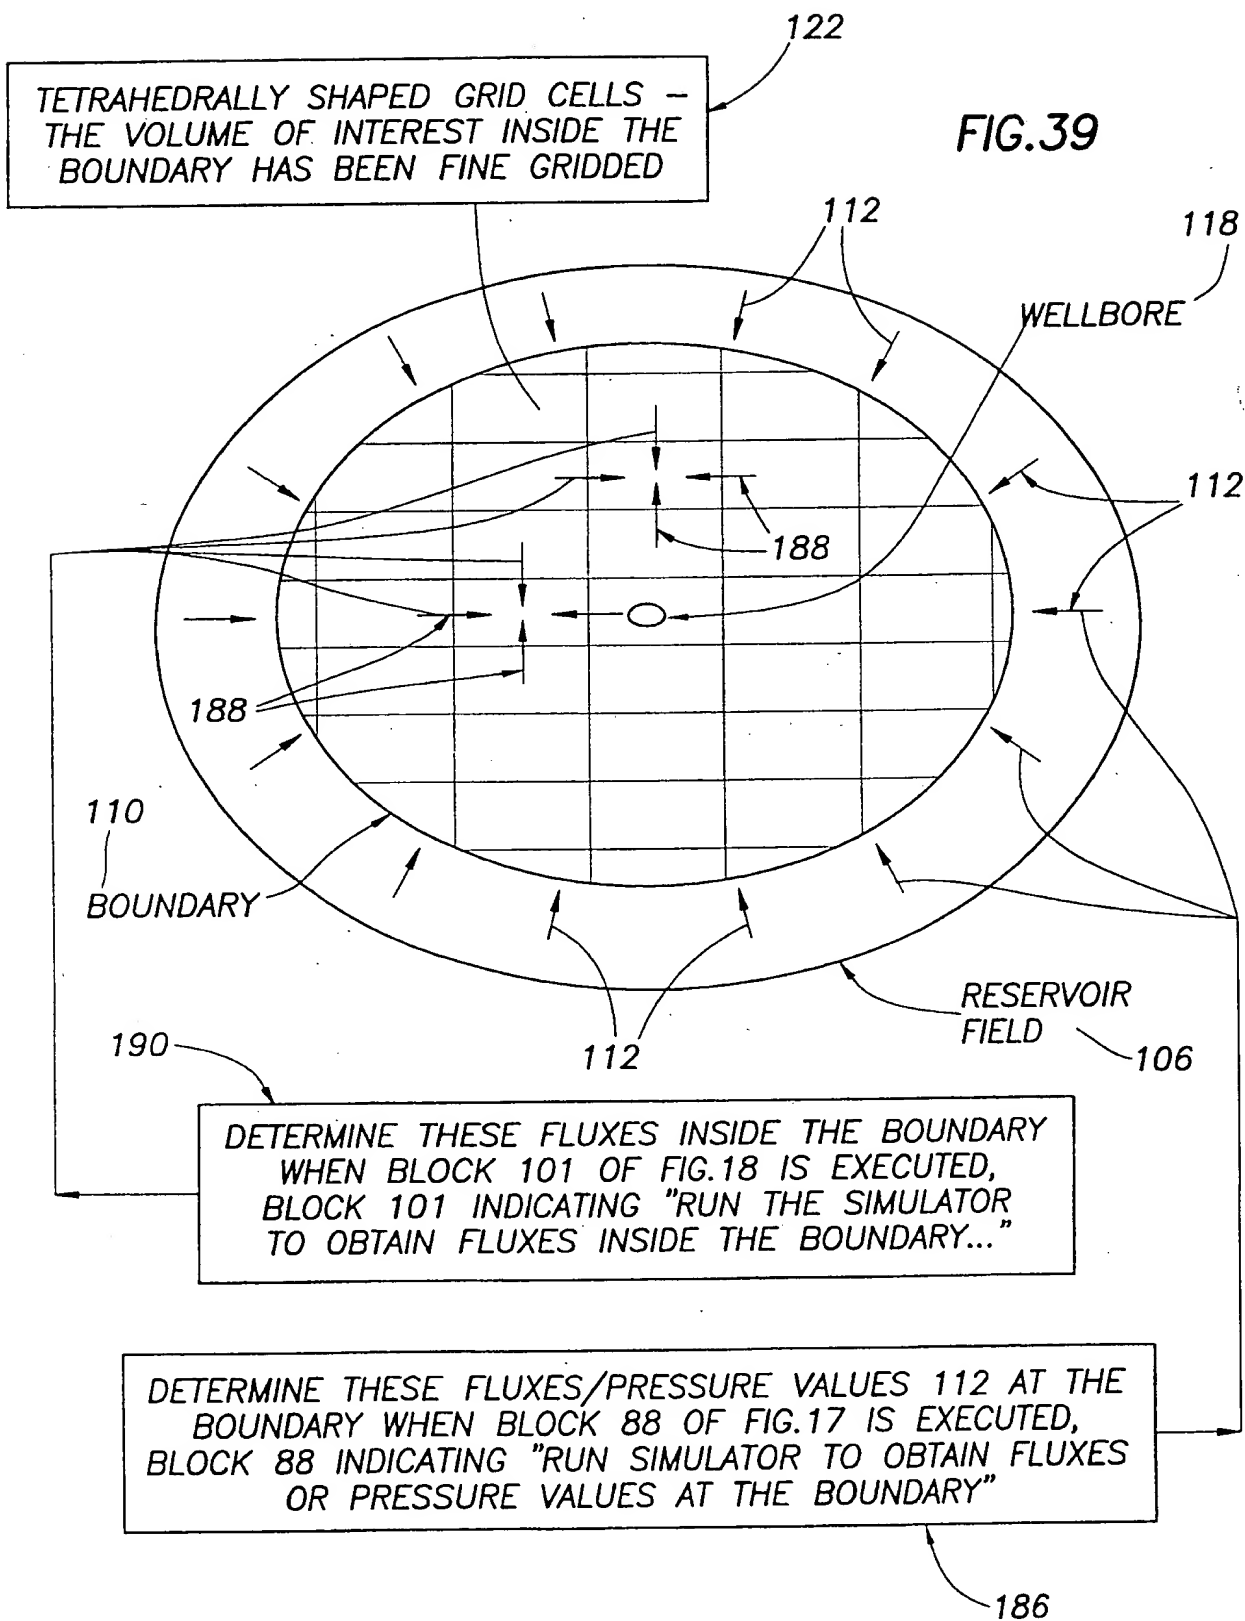 122
TETRAHEDRALLY SHAPED GRID CELLS –
THE VOLUME OF INTEREST INSIDE THE
BOUNDARY HAS BEEN FINE GRIDDED
FIG.39
112
118
WELLBORE
112
188
188
110
BOUNDARY
RESERVOIR
FIELD
106
112
190
DETERMINE THESE FLUXES INSIDE THE BOUNDARY
WHEN BLOCK 101 OF FIG.18 IS EXECUTED,
BLOCK 101 INDICATING "RUN THE SIMULATOR
TO OBTAIN FLUXES INSIDE THE BOUNDARY..."
DETERMINE THESE FLUXES/PRESSURE VALUES 112 AT THE
BOUNDARY WHEN BLOCK 88 OF FIG.17 IS EXECUTED,
BLOCK 88 INDICATING "RUN SIMULATOR TO OBTAIN FLUXES
OR PRESSURE VALUES AT THE BOUNDARY"
186